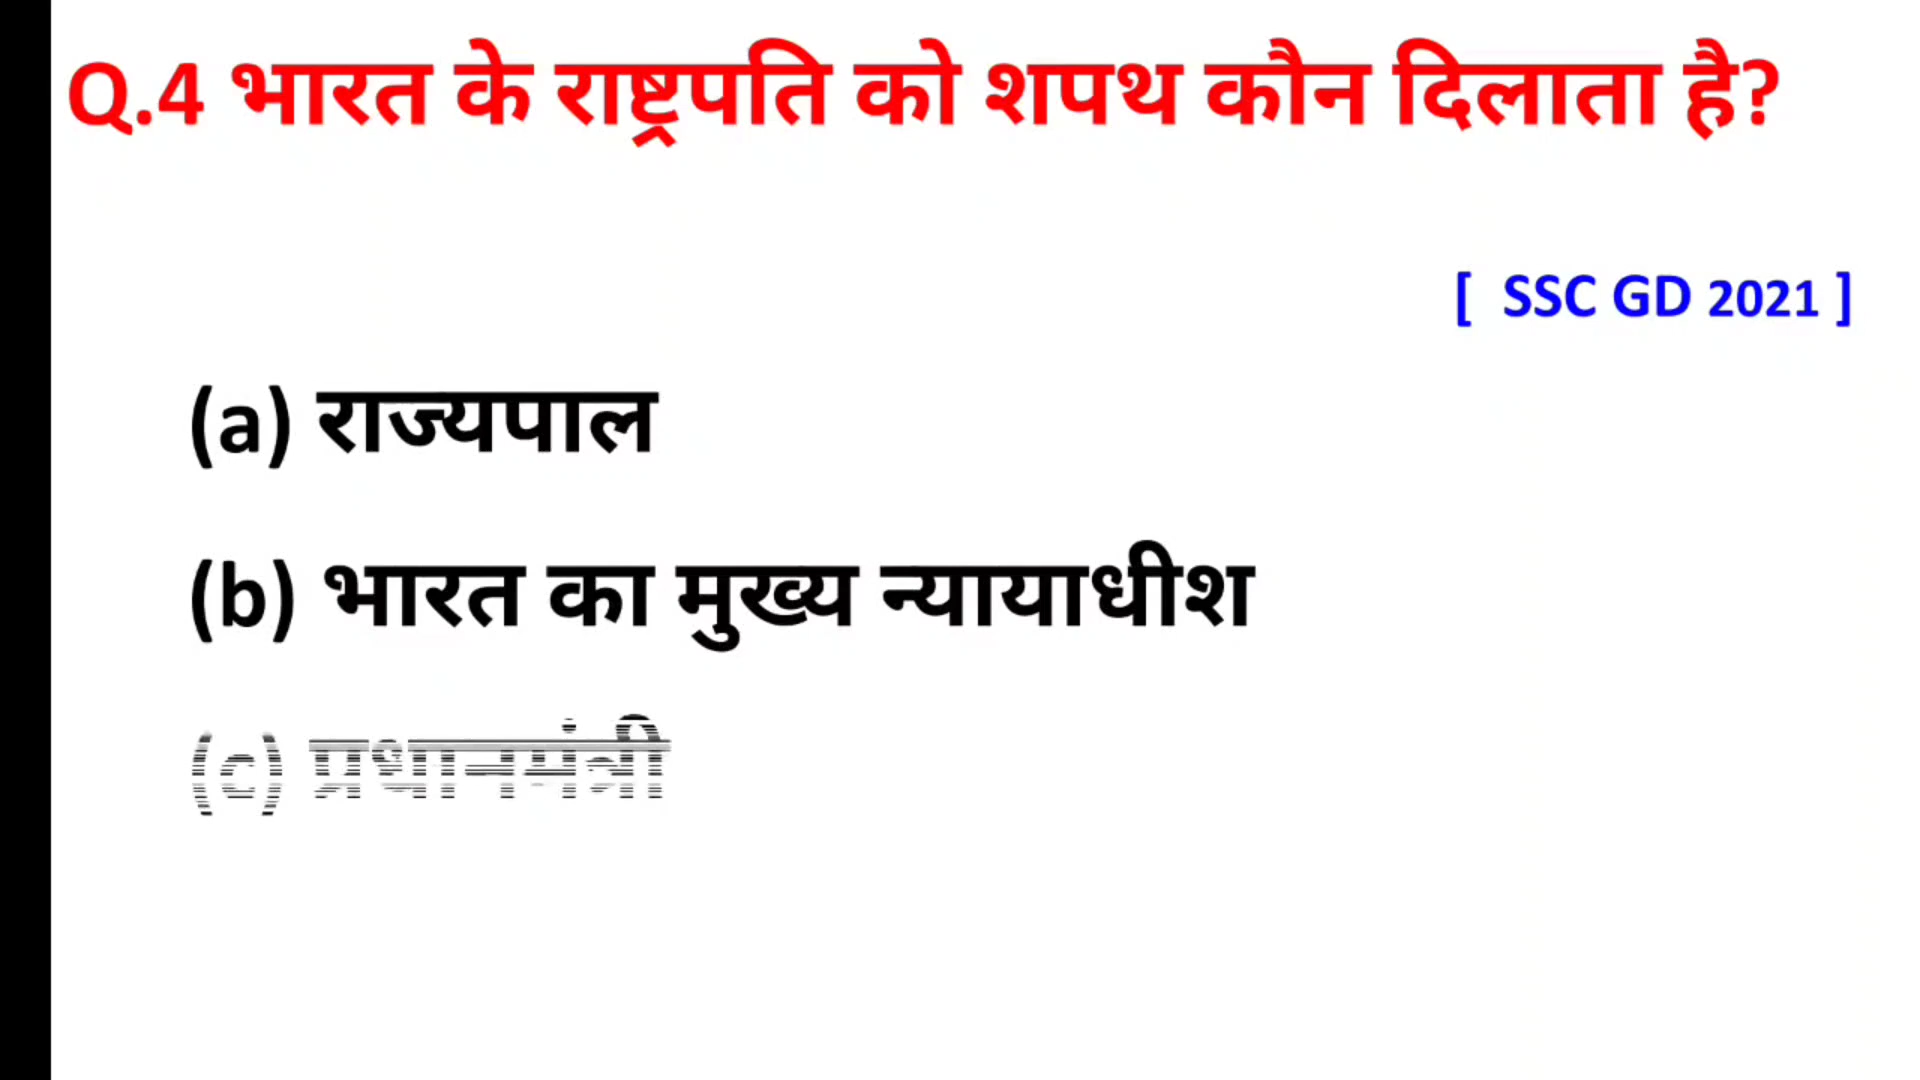 Q.4 भारत के राष्ट्रपति को शपथ कौन दिलाता है?
[ SSC GD 2021 ]
(a) राज्यपाल
(b) भारत का मुख्य न्यायाधीश
(c) प्रधानमंत्री